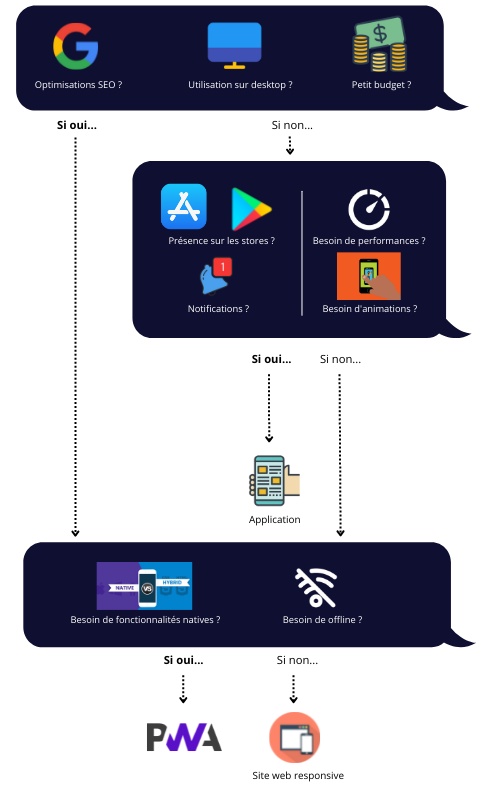 Optimisations SEO ?
Utilisation sur desktop ?
Petit budget ?
Si oui...
Si non...
Présence sur les stores ?
Besoin de performances ?
1
Notifications ?
Besoin d'animations ?
Si oui...
Si non...
Application
NATIVE
VS
HYBRID
Besoin de fonctionnalités natives ?
Besoin de offline ?
Si oui...
Si non...
PWA
Site web responsive